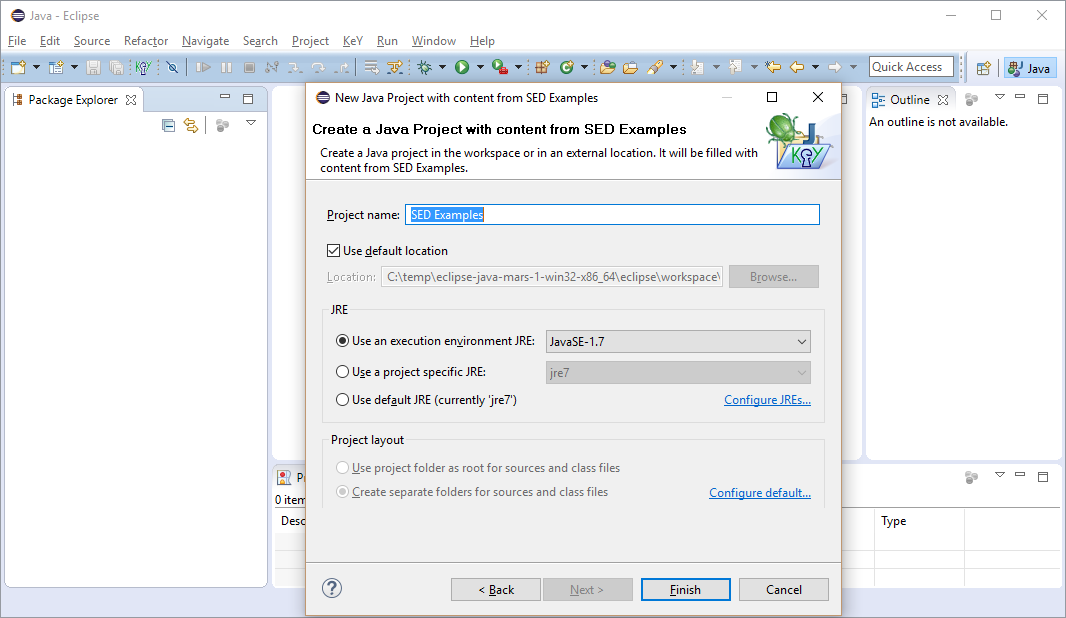 Java - Eclipse
File Edit Source Refactor Navigate Search Project KeY Run Window Help
Quick Access
Java
Package Explorer
Outline
An outline is not available.
New Java Project with content from SED Examples
Create a Java Project with content from SED Examples
Create a Java project in the workspace or in an external location. It will be filled with
content from SED Examples.
KeY
Project name: SED Examples
Use default location
Location: C:\temp\eclipse-java-mars-1-win32-x86_64\eclipse\workspace\
Browse...
JRE
Use an execution environment JRE: JavaSE-1.7
Use a project specific JRE: jre7
Use default JRE (currently 'jre7') Configure JREs...
Project layout
Use project folder as root for sources and class files
Create separate folders for sources and class files Configure default...
0 item
Desc
Type
< Back Next > Finish Cancel